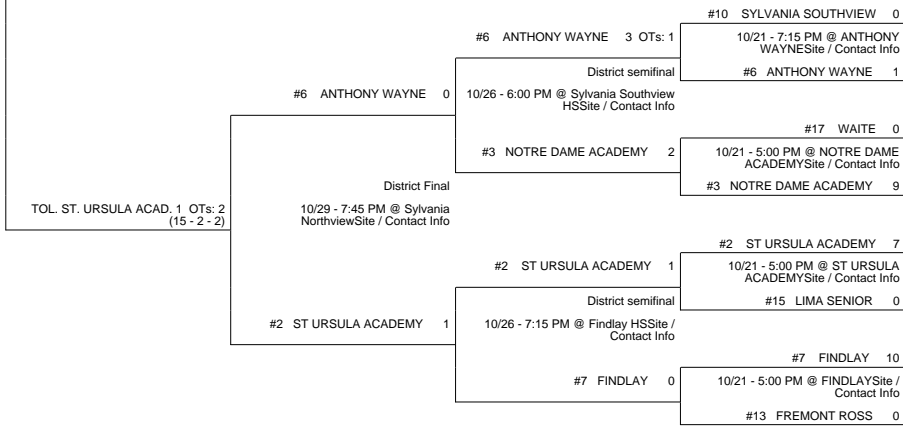 #10 SYLVANIA SOUTHVIEW 0
#6 ANTHONY WAYNE 3 OTs: 1
10/21 - 7:15 PM @ ANTHONY
WAYNESite / Contact Info
District semifinal
#6 ANTHONY WAYNE 1
#6 ANTHONY WAYNE 0
10/26 - 6:00 PM @ Sylvania Southview
HSSite / Contact Info
#17 WAITE 0
#3 NOTRE DAME ACADEMY 2
10/21 - 5:00 PM @ NOTRE DAME
ACADEMYSite / Contact Info
District Final
#3 NOTRE DAME ACADEMY 9
TOL. ST. URSULA ACAD. 1 OTs: 2
(15 - 2 - 2)
10/29 - 7:45 PM @ Sylvania
NorthviewSite / Contact Info
#2 ST URSULA ACADEMY 7
#2 ST URSULA ACADEMY 1
10/21 - 5:00 PM @ ST URSULA
ACADEMYSite / Contact Info
District semifinal
#15 LIMA SENIOR 0
#2 ST URSULA ACADEMY 1
10/26 - 7:15 PM @ Findlay HSSite /
Contact Info
#7 FINDLAY 10
#7 FINDLAY 0
10/21 - 5:00 PM @ FINDLAYSite /
Contact Info
#13 FREMONT ROSS 0